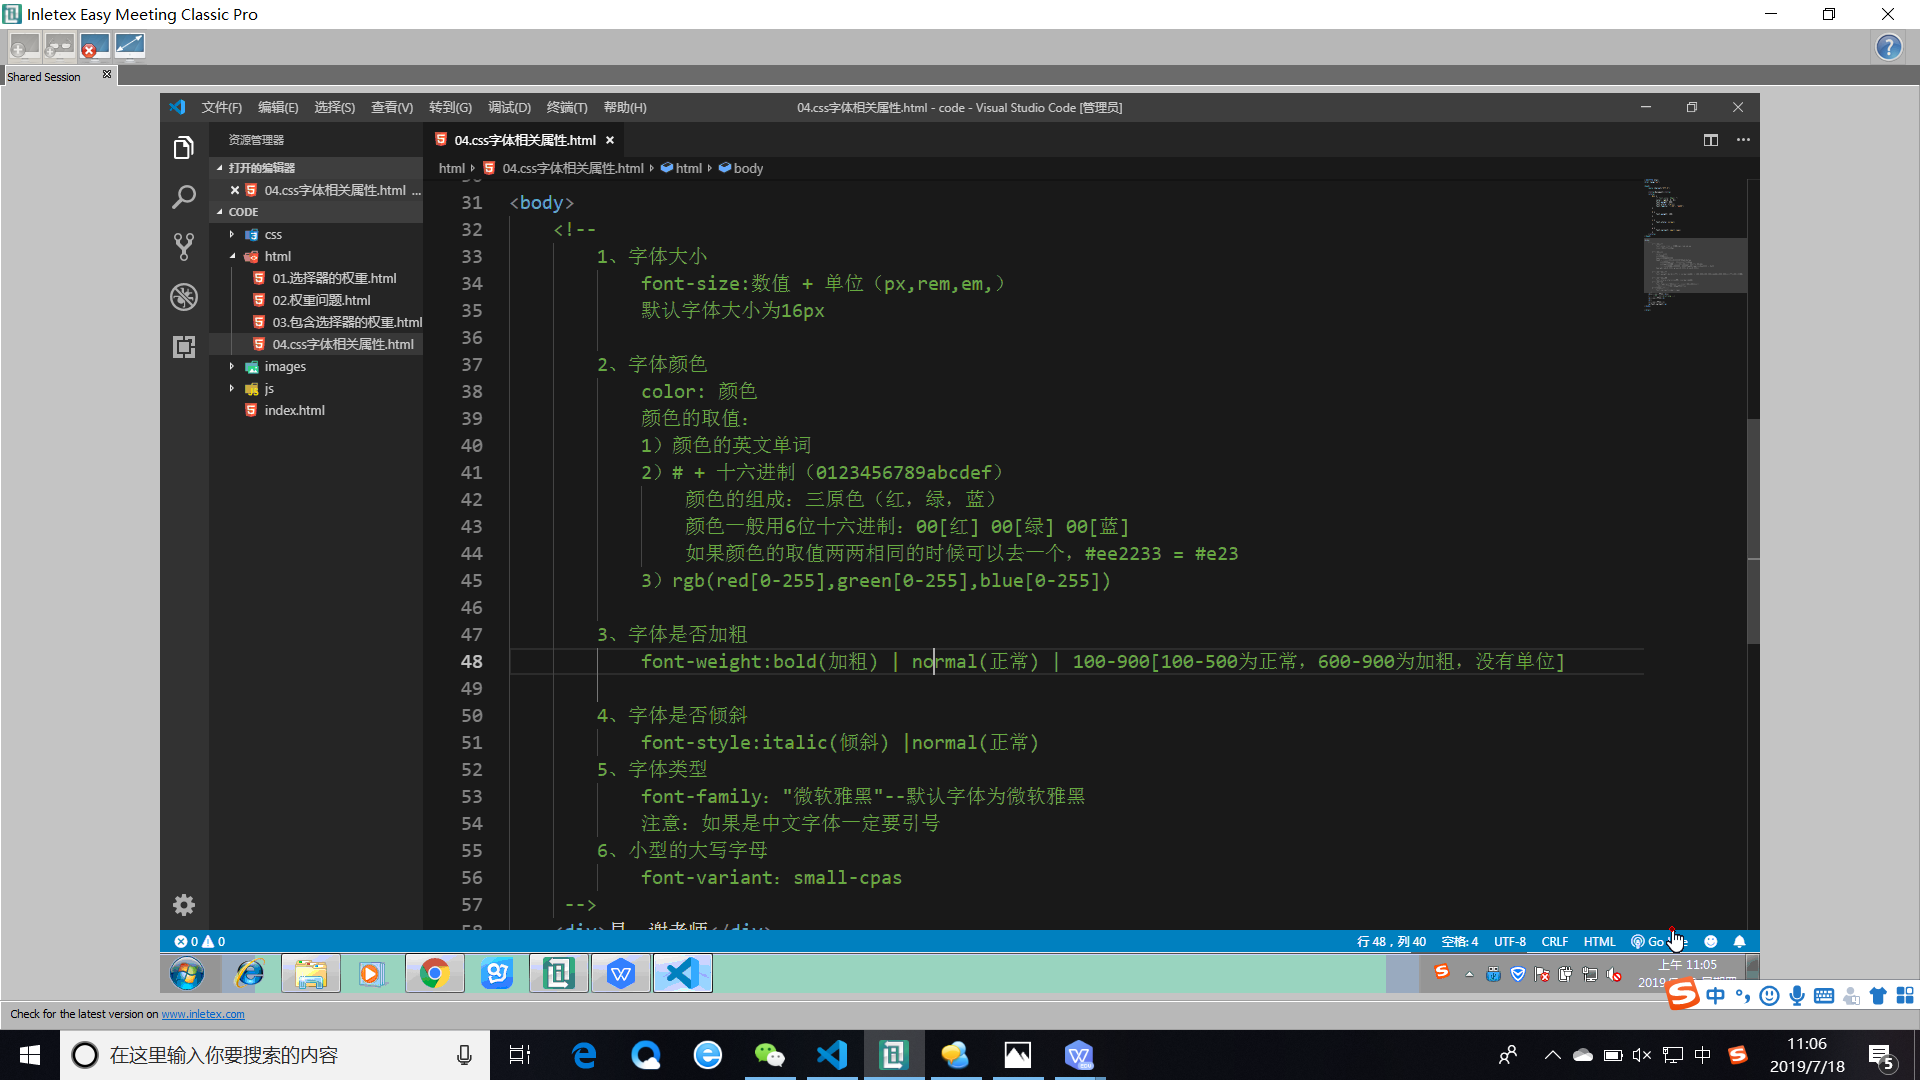 Inletex Easy Meeting Classic Pro
Shared Session
文件(F) 编辑(E) 选择(S) 查看(V) 转到(G) 调试(D) 终端(T) 帮助(H)
04.css字体相关属性.html - code - Visual Studio Code [管理员]
资源管理器
打开的编辑器
04.css字体相关属性.html ...
CODE
css
html
01.选择器的权重.html
02.权重问题.html
03.包含选择器的权重.html
04.css字体相关属性.html
images
js
index.html
04.css字体相关属性.html
html 04.css字体相关属性.html html body
31 <body>
32 <!--
33 1、字体大小
34 font-size:数值 + 单位（px,rem,em,）
35 默认字体大小为16px
36
37 2、字体颜色
38 color: 颜色
39 颜色的取值：
40 1）颜色的英文单词
41 2）# + 十六进制（0123456789abcdef）
42 颜色的组成：三原色（红，绿，蓝）
43 颜色一般用6位十六进制：00[红] 00[绿] 00[蓝]
44 如果颜色的取值两两相同的时候可以去一个，#ee2233 = #e23
45 3）rgb(red[0-255],green[0-255],blue[0-255])
46
47 3、字体是否加粗
48 font-weight:bold(加粗) | normal(正常) | 100-900[100-500为正常，600-900为加粗，没有单位]
49
50 4、字体是否倾斜
51 font-style:italic(倾斜) |normal(正常)
52 5、字体类型
53 font-family："微软雅黑"--默认字体为微软雅黑
54 注意：如果是中文字体一定要引号
55 6、小型的大写字母
56 font-variant：small-cpas
57 -->
0 0
行 48，列 40 空格: 4 UTF-8 CRLF HTML Go
上午 11:05
2019
中
Check for the latest version on www.inletex.com
在这里输入你要搜索的内容
中
11:06
2019/7/18
5